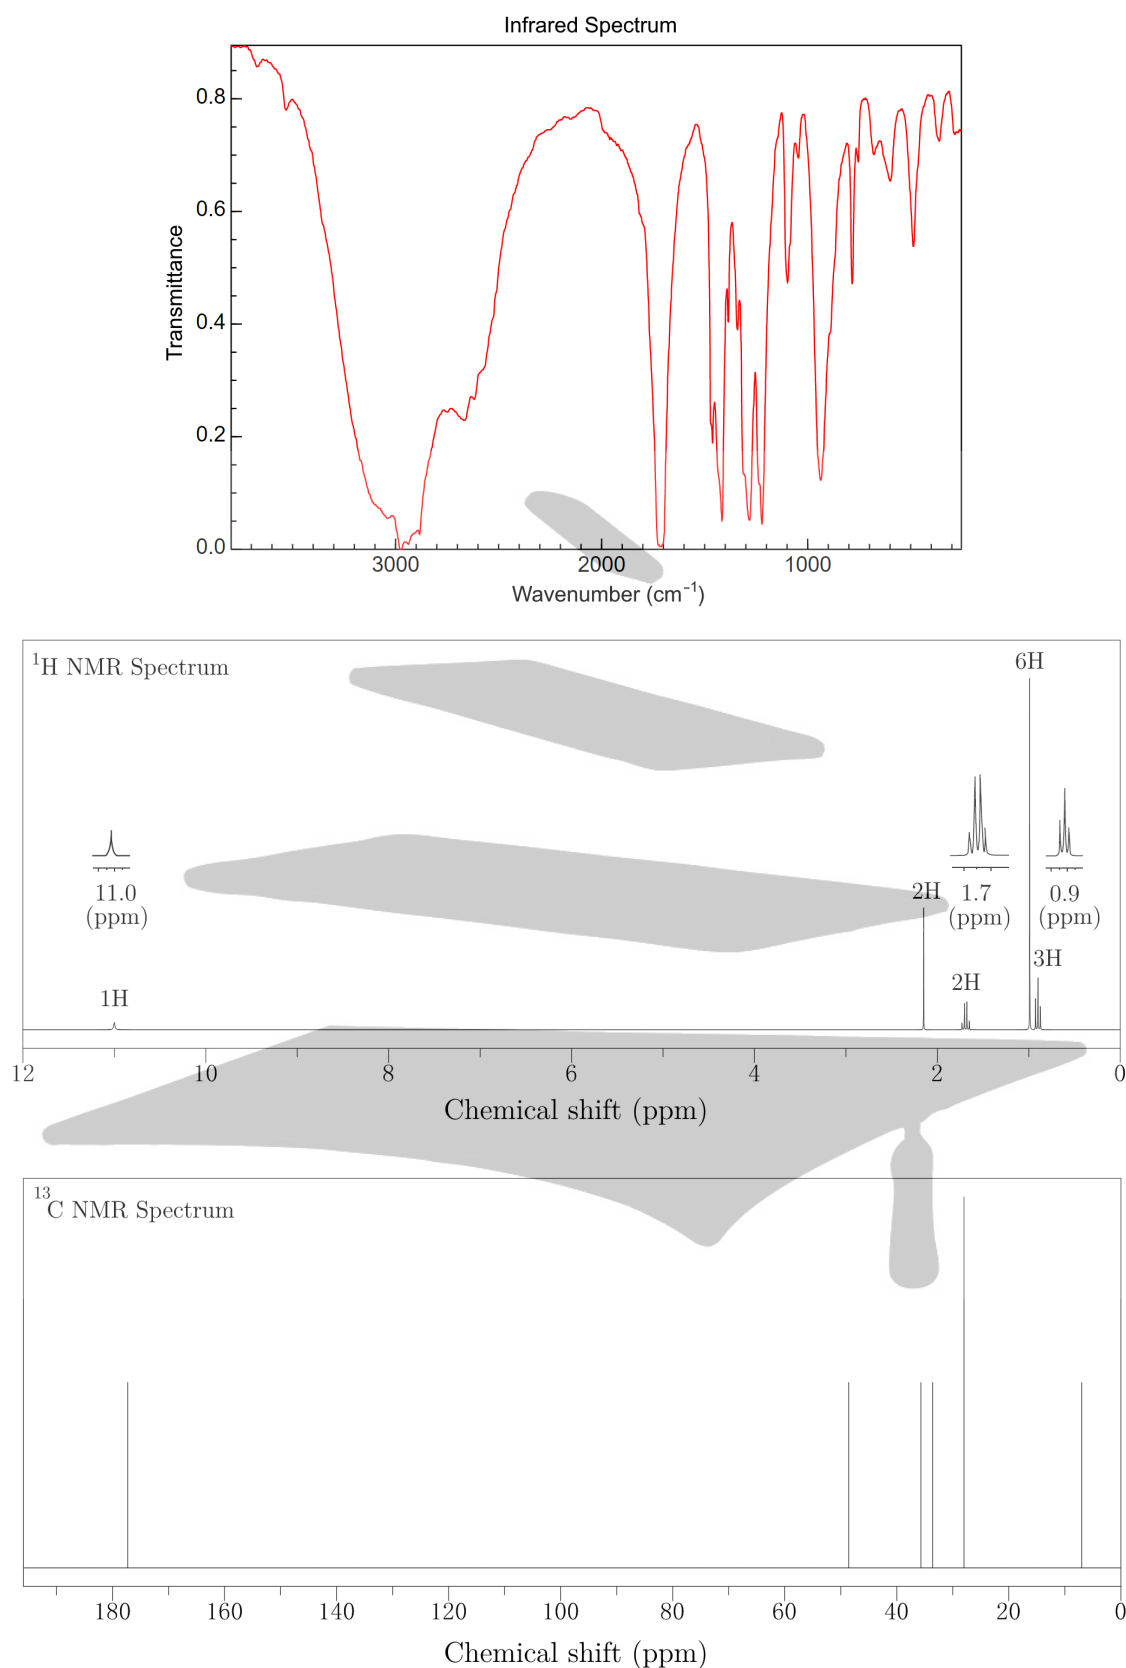 Infrared Spectrum
0.8
0.6
0.4
0.2
0.0
Transmittance
3000 2000 1000
Wavenumber (cm⁻¹)
¹H NMR Spectrum
6H
11.0
(ppm)
2H
1.7
(ppm)
0.9
(ppm)
1H
2H
3H
12 10 8 6 4 2 0
Chemical shift (ppm)
¹³C NMR Spectrum
180 160 140 120 100 80 60 40 20 0
Chemical shift (ppm)